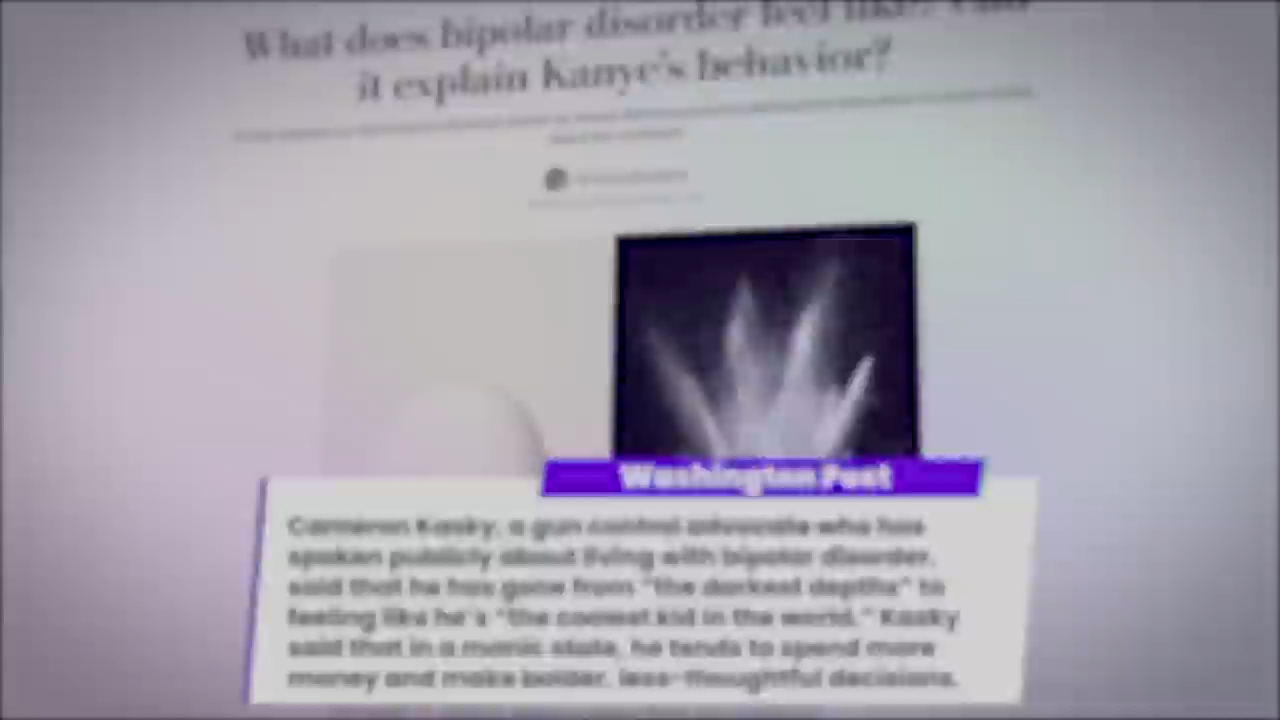 What does bipolar disorder feel like?
it explain Kanye's behavior?
Washington Post
Cameron Kasky, a gun control advocate who has
spoken publicly about living with bipolar disorder,
said that he has gone from "the darkest depths" to
feeling like he's "the coolest kid in the world." Kasky
said that in a manic state, he tends to spend more
money and make bolder, less-thoughtful decisions.